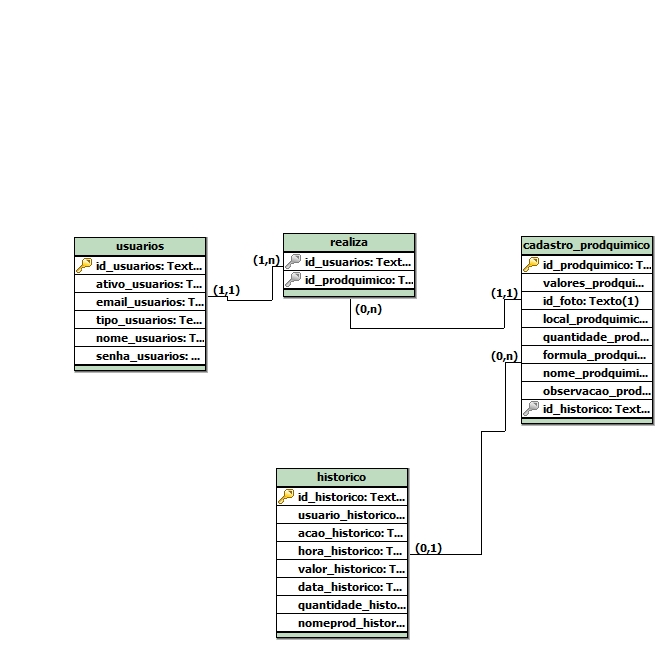 usuarios
id_usuarios: Text...
ativo_usuarios: T...
email_usuarios: T...
tipo_usuarios: Te...
nome_usuarios: T...
senha_usuarios: ...
(1,1)
(1,n)
realiza
id_usuarios: Text...
id_prodquimico: T...
(0,n)
(1,1)
(0,n)
cadastro_prodquimico
id_prodquimico: T...
valores_prodqui...
id_foto: Texto(1)
local_prodquimic...
quantidade_prod...
formula_prodqui...
nome_prodquimi...
observacao_prod...
id_historico: Text...
historico
id_historico: Text...
usuario_historico...
acao_historico: T...
hora_historico: T...
valor_historico: T...
data_historico: T...
quantidade_histo...
nomeprod_histor...
(0,1)